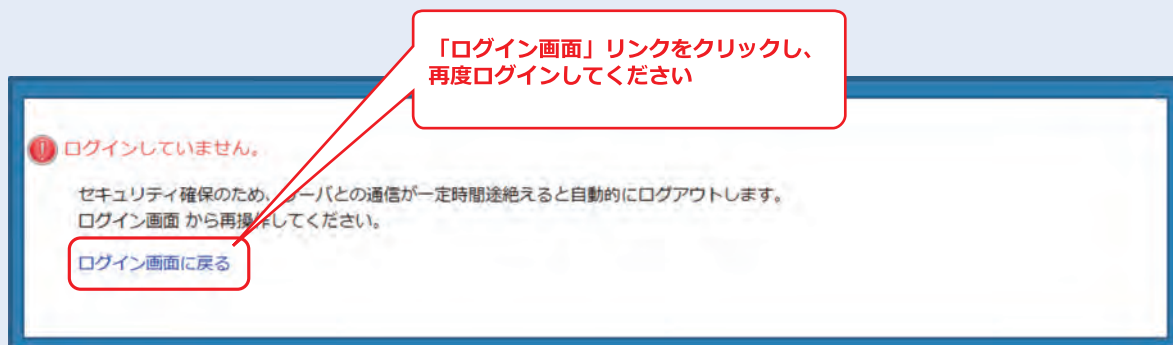 「ログイン画面」リンクをクリックし、
再度ログインしてください
ログインしていません。
セキュリティ確保のため、ーバとの通信が一定時間途絶えると自動的にログアウトします。
ログイン画面 から再操作してください。
ログイン画面に戻る